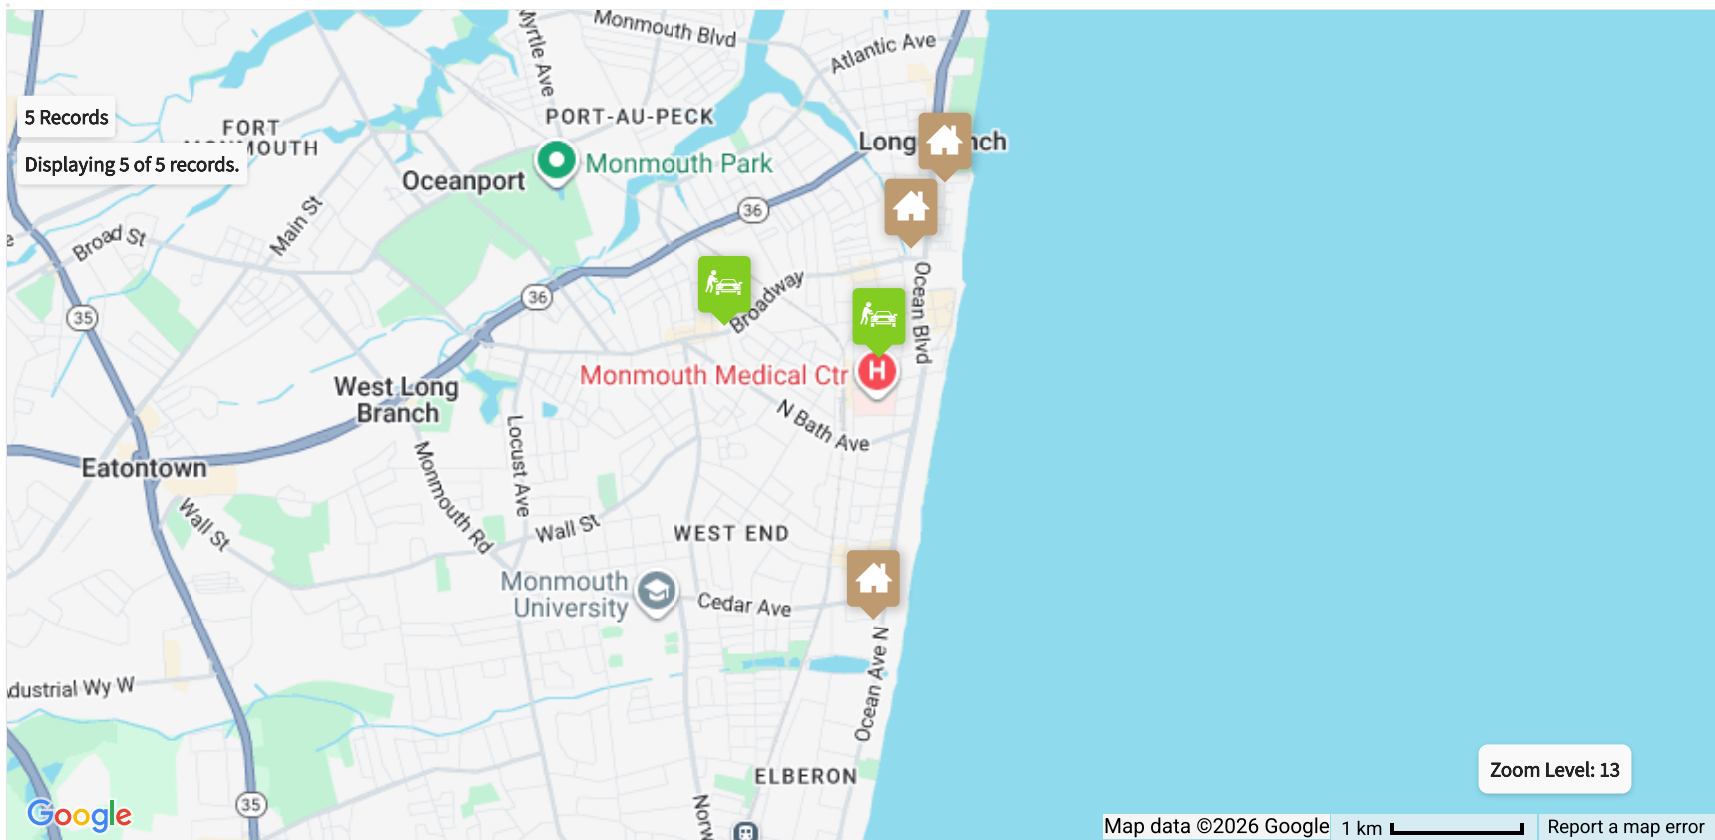 Monmouth Blvd
Myrtle Ave
Atlantic Ave
5 Records
PORT-AU-PECK
FORT
MONMOUTH
Displaying 5 of 5 records.
Monmouth Park
Oceanport
Long
nch
36
Main St
Broad St
Broadway
Ocean Blvd
36
35
Monmouth Medical Ctr
H
West Long
Branch
N Bath Ave
Locust Ave
Eatontown
Monmouth Rd
Wall St
Wall St
WEST END
Monmouth
University
Cedar Ave
Ocean Ave N
dustrial Wy W
ELBERON
Zoom Level: 13
35
Norw
Google
Map data ©2026 Google
1 km
Report a map error